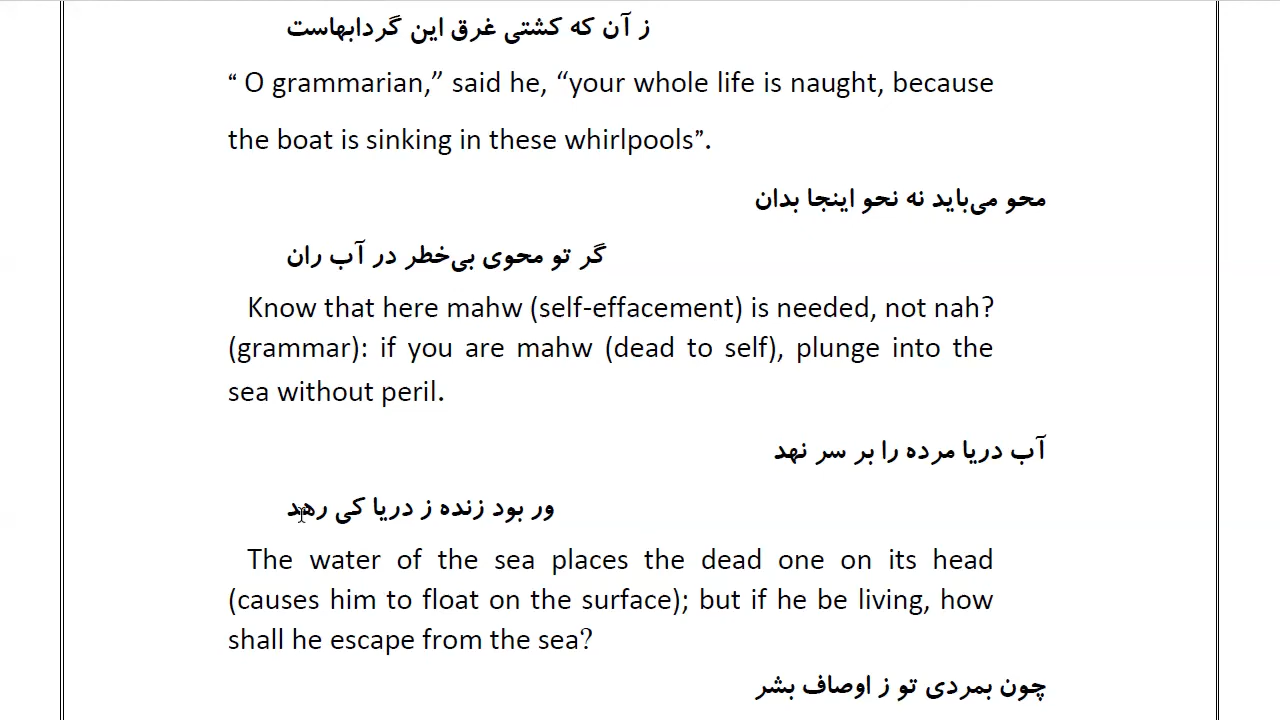 ز آن که کشتی غرق این گردابهاست
“ O grammarian,” said he, “your whole life is naught, because
the boat is sinking in these whirlpools”.
محو می‌باید نه نحو اینجا بدان
گر تو محوی بی‌خطر در آب ران
Know that here mahw (self-effacement) is needed, not nah?
(grammar): if you are mahw (dead to self), plunge into the
sea without peril.
آب دریا مرده را بر سر نهد
ور بود زنده ز دریا کی رهد
The water of the sea places the dead one on its head
(causes him to float on the surface); but if he be living, how
shall he escape from the sea?
چون بمردی تو ز اوصاف بشر